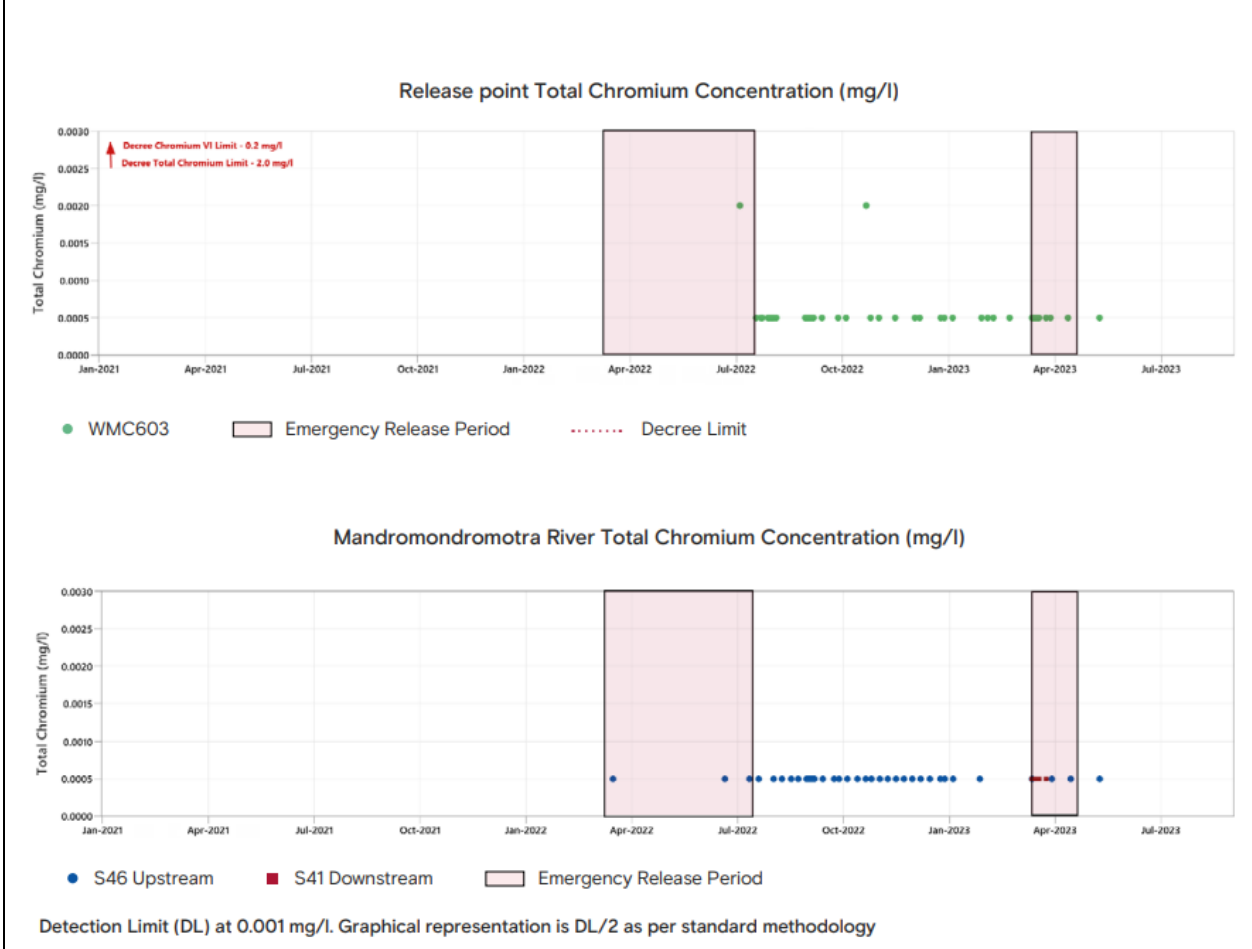 Release point Total Chromium Concentration (mg/l)
Total Chromium (mg/l)
0.0030
0.0025
0.0020
0.0015
0.0010
0.0005
0.0000
Decree Chromium VI Limit - 0.2 mg/l
Decree Total Chromium Limit - 2.0 mg/l
Jan-2021 Apr-2021 Jul-2021 Oct-2021 Jan-2022 Apr-2022 Jul-2022 Oct-2022 Jan-2023 Apr-2023 Jul-2023
WMC603 Emergency Release Period Decree Limit
Mandromondromotra River Total Chromium Concentration (mg/l)
Total Chromium (mg/l)
0.0030
0.0025
0.0020
0.0015
0.0010
0.0005
0.0000
Jan-2021 Apr-2021 Jul-2021 Oct-2021 Jan-2022 Apr-2022 Jul-2022 Oct-2022 Jan-2023 Apr-2023 Jul-2023
S46 Upstream S41 Downstream Emergency Release Period
Detection Limit (DL) at 0.001 mg/l. Graphical representation is DL/2 as per standard methodology